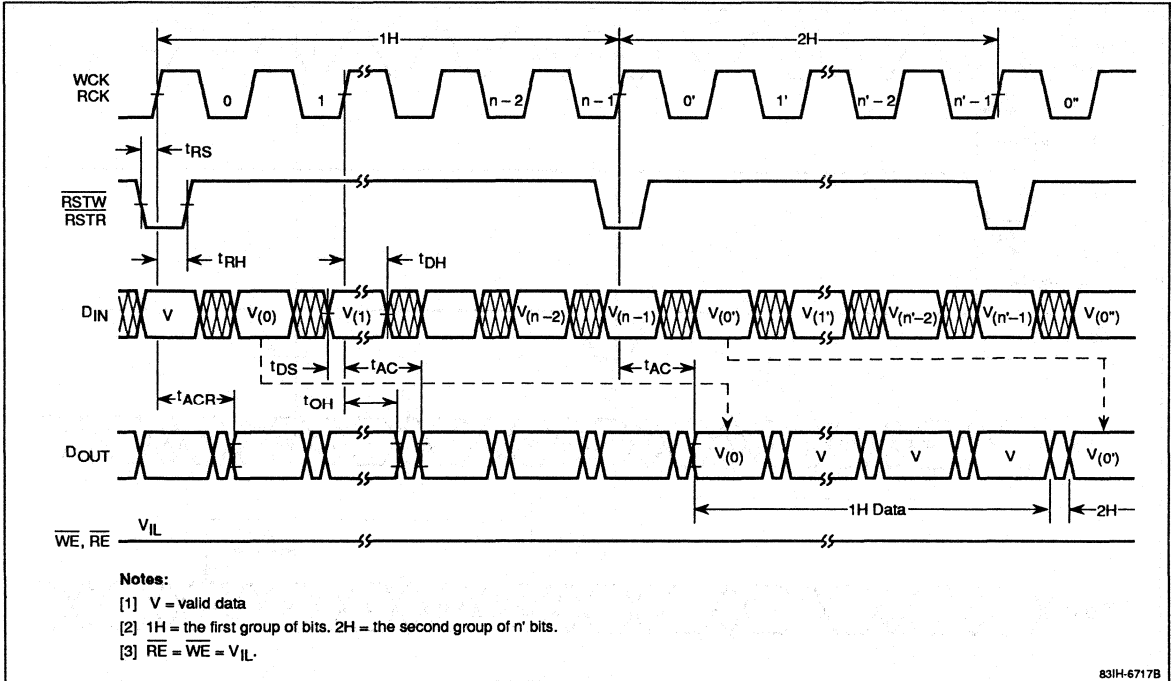 1H 2H
WCK
RCK
0 1 n-2 n-1 0' 1' n'-2 n'-1 0"
tRS
RSTW
RSTR
tRH tDH
DIN V V(0) V(1) V(n-2) V(n-1) V(0') V(1') V(n'-2) V(n'-1) V(0")
tDS tAC tAC
tACR tOH
DOUT V(0) V V V V(0')
1H Data 2H
VIL
WE, RE
Notes:
[1] V = valid data
[2] 1H = the first group of bits. 2H = the second group of n' bits.
[3] RE = WE = VIL.
83IH-6717B